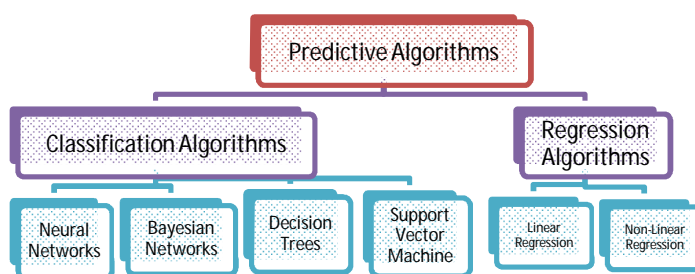 Predictive Algorithms
Classification Algorithms
Regression
Algorithms
Neural
Networks
Bayesian
Networks
Decision
Trees
Support
Vector
Machine
Linear
Regression
Non-Linear
Regression